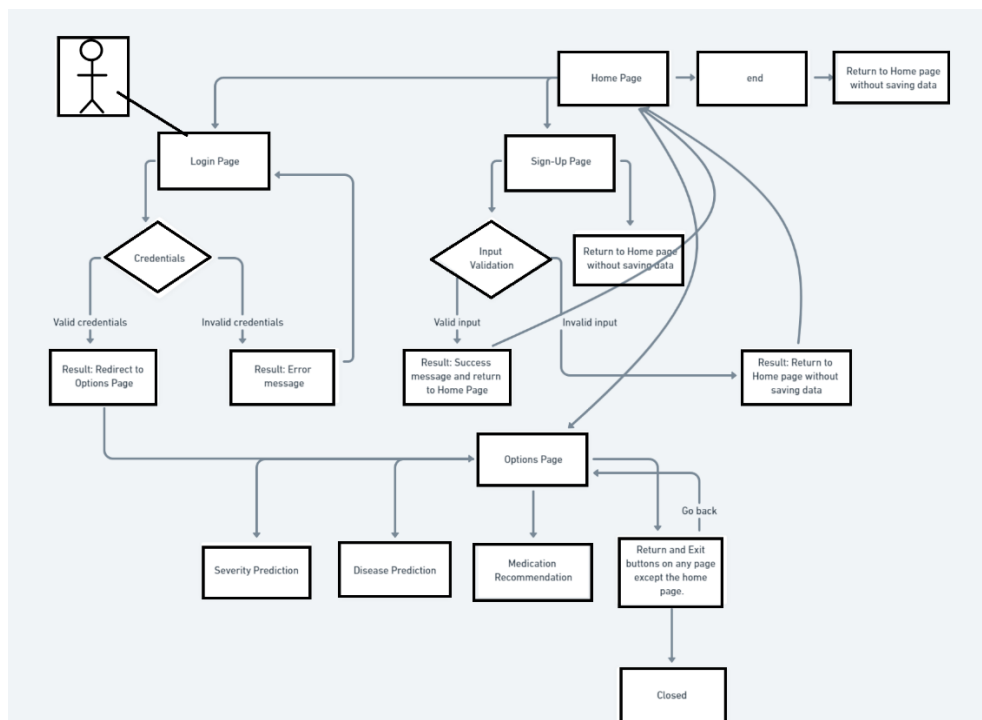 Home Page
end
Return to Home page
without saving data
Login Page
Sign-Up Page
Credentials
Input
Validation
Return to Home page
without saving data
Valid credentials
Invalid credentials
Valid input
Invalid input
Result: Redirect to
Options Page
Result: Error
message
Result: Success
message and return
to Home Page
Result: Return to
Home page without
saving data
Options Page
Go back
Severity Prediction
Disease Prediction
Medication
Recommendation
Return and Exit
buttons on any page
except the home
page.
Closed